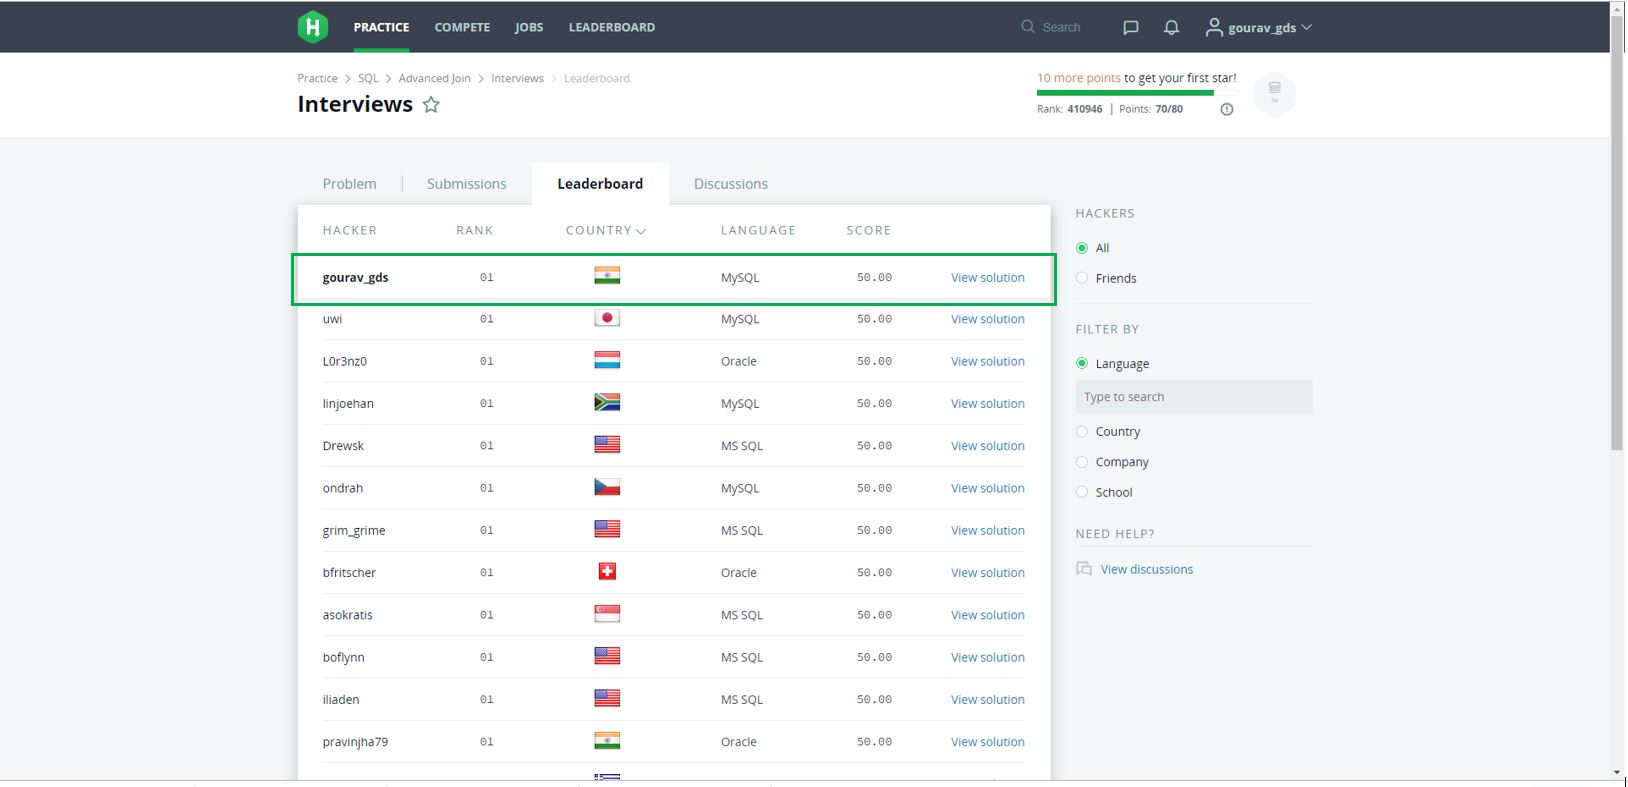 H PRACTICE COMPETE JOBS LEADERBOARD Search gourav_gds
Practice > SQL > Advanced Join > Interviews > Leaderboard
Interviews
10 more points to get your first star!
Rank: 410946 | Points: 70/80
Problem Submissions Leaderboard Discussions
HACKER RANK COUNTRY LANGUAGE SCORE
gourav_gds 01 MySQL 50.00 View solution
uwi 01 MySQL 50.00 View solution
L0r3nz0 01 Oracle 50.00 View solution
linjoehan 01 MySQL 50.00 View solution
Drewsk 01 MS SQL 50.00 View solution
ondrah 01 MySQL 50.00 View solution
grim_grime 01 MS SQL 50.00 View solution
bfritscher 01 Oracle 50.00 View solution
asokratis 01 MS SQL 50.00 View solution
boflynn 01 MS SQL 50.00 View solution
iliaden 01 MS SQL 50.00 View solution
pravinjha79 01 Oracle 50.00 View solution
HACKERS
All
Friends
FILTER BY
Language
Type to search
Country
Company
School
NEED HELP?
View discussions